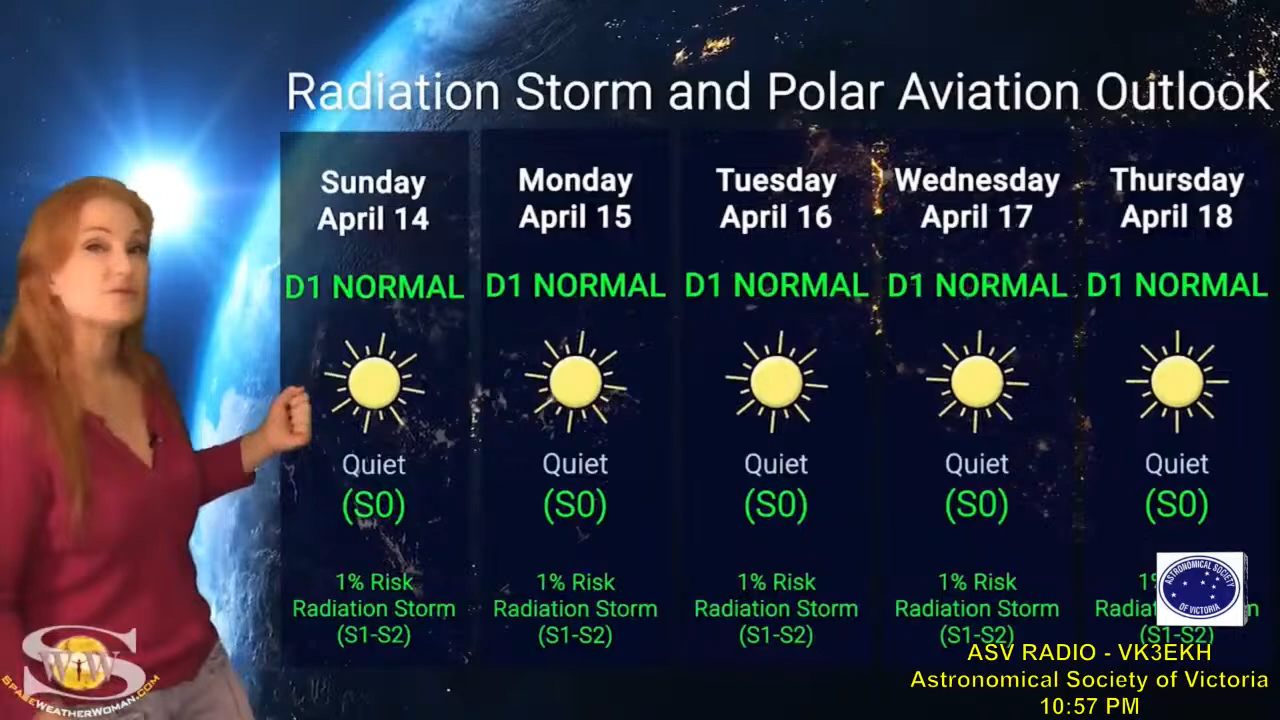 Radiation Storm and Polar Aviation Outlook
Sunday
April 14
D1 NORMAL
Quiet
(S0)
1% Risk
Radiation Storm
(S1-S2)
Monday
April 15
D1 NORMAL
Quiet
(S0)
1% Risk
Radiation Storm
(S1-S2)
Tuesday
April 16
D1 NORMAL
Quiet
(S0)
1% Risk
Radiation Storm
(S1-S2)
Wednesday
April 17
D1 NORMAL
Quiet
(S0)
1% Risk
Radiation Storm
(S1-S2)
Thursday
April 18
D1 NORMAL
Quiet
(S0)
1%
(S1-S2)
ASTRONOMICAL SOCIETY
OF VICTORIA
ASV RADIO - VK3EKH
Astronomical Society of Victoria
10:57 PM
S
WW
SPACEWEATHERWOMAN.COM